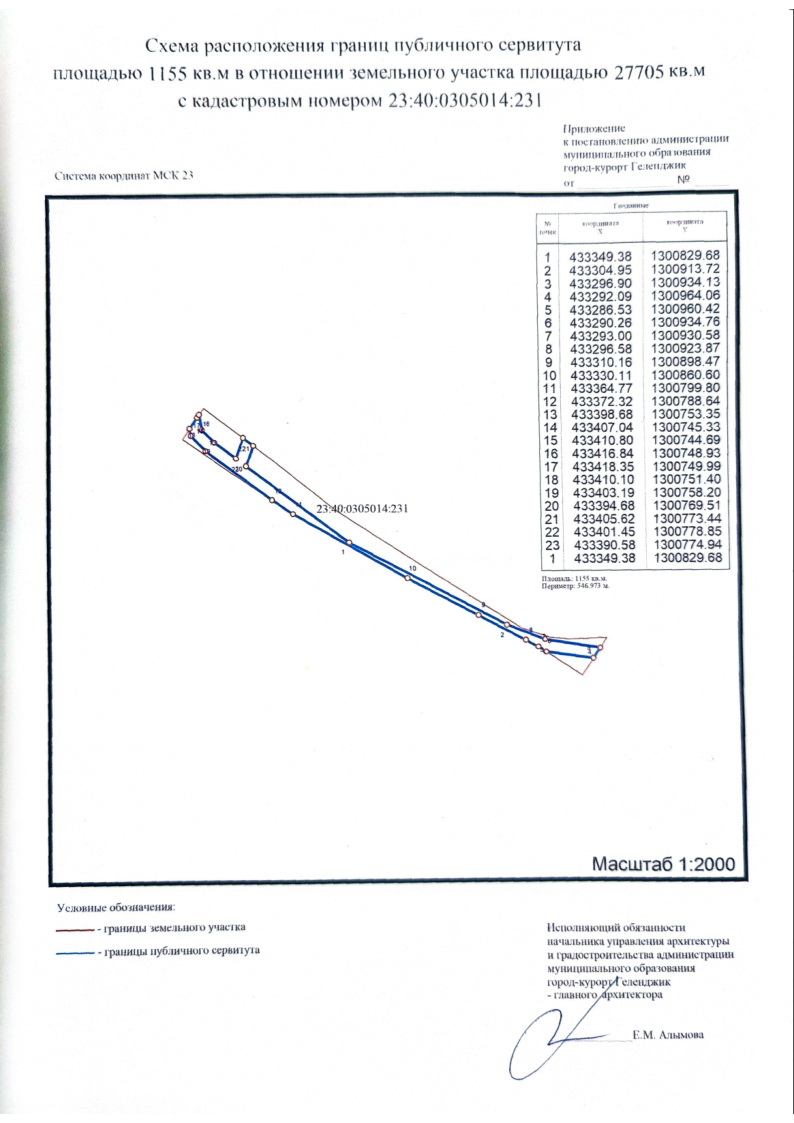 Схема расположения границ публичного сервитута
площадью 1155 кв.м в отношении земельного участка площадью 27705 кв.м
с кадастровым номером 23:40:0305014:231
Приложение
к постановлению администрации
муниципального образования
город-курорт Геленджик
от ____________ № ______
Система координат МСК 23
Геоданные
№ точки координата X координата Y
1 433349.38 1300829.68
2 433304.95 1300913.72
3 433296.90 1300934.13
4 433292.09 1300964.06
5 433286.53 1300960.42
6 433290.26 1300934.76
7 433293.00 1300930.58
8 433296.58 1300923.87
9 433310.16 1300898.47
10 433330.11 1300860.60
11 433364.77 1300799.80
12 433372.32 1300788.64
13 433398.68 1300753.35
14 433407.04 1300745.33
15 433410.80 1300744.69
16 433416.84 1300748.93
17 433418.35 1300749.99
18 433410.10 1300751.40
19 433403.19 1300758.20
20 433394.68 1300769.51
21 433405.62 1300773.44
22 433401.45 1300778.85
23 433390.58 1300774.94
1 433349.38 1300829.68
Площадь: 1155 кв.м.
Периметр: 546.973 м.
16
21
220
23:40:0305014:231
1
10
9
2
Масштаб 1:2000
Условные обозначения:
- границы земельного участка
- границы публичного сервитута
Исполняющий обязанности
начальника управления архитектуры
и градостроительства администрации
муниципального образования
город-курорт Геленджик
- главного архитектора
Е.М. Алымова